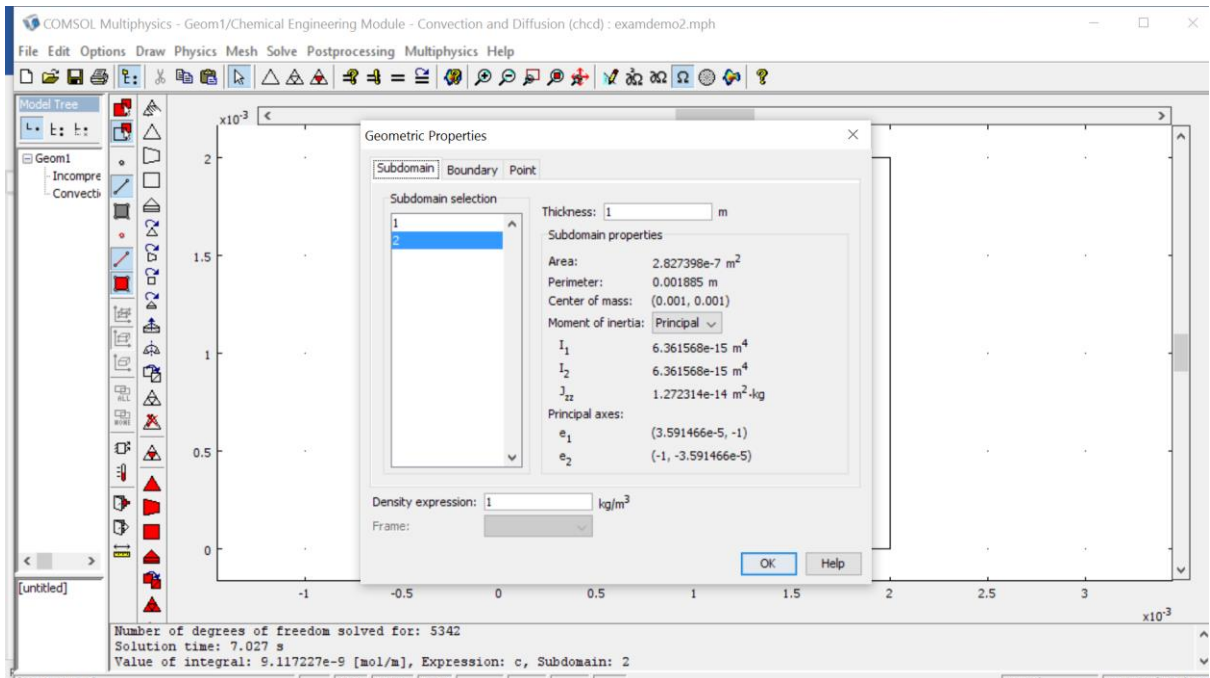 COMSOL Multiphysics - Geom1/Chemical Engineering Module - Convection and Diffusion (chcd) : examdemo2.mph
File Edit Options Draw Physics Mesh Solve Postprocessing Multiphysics Help
Model Tree
Geom1
Incompre
Convecti
x10-3
2
1.5
1
0.5
0
Geometric Properties
Subdomain Boundary Point
Subdomain selection
1
2
Thickness: 1 m
Subdomain properties
Area: 2.827398e-7 m2
Perimeter: 0.001885 m
Center of mass: (0.001, 0.001)
Moment of inertia: Principal
I1 6.361568e-15 m4
I2 6.361568e-15 m4
Jzz 1.272314e-14 m2·kg
Principal axes:
e1 (3.591466e-5, -1)
e2 (-1, -3.591466e-5)
Density expression: 1 kg/m3
Frame:
OK Help
-1 -0.5 0 0.5 1 1.5 2 2.5 3
x10-3
[untitled]
Number of degrees of freedom solved for: 5342
Solution time: 7.027 s
Value of integral: 9.117227e-9 [mol/m], Expression: c, Subdomain: 2